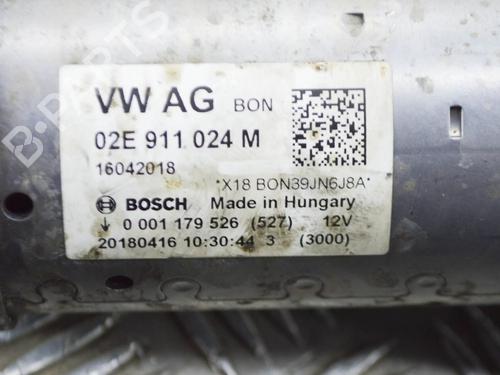 VW AG BON
02E 911 024 M
16042018
*X18 BON39JN6J8A*
BOSCH Made in Hungary
0 001 179 526 (527) 12V
20180416 10:30:44 3 (3000)
B-PARTS